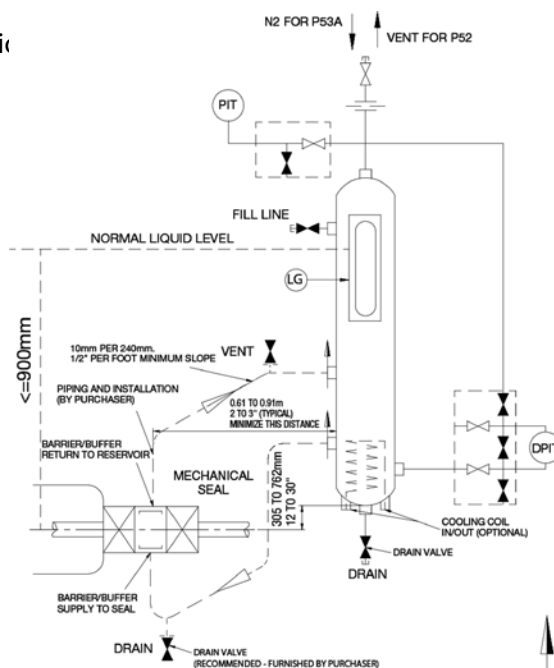 N2 FOR P53A
VENT FOR P52
PIT
FILL LINE
NORMAL LIQUID LEVEL
LG
<=900mm
10mm PER 240mm.
1/2" PER FOOT MINIMUM SLOPE
VENT
PIPING AND INSTALLATION
(BY PURCHASER)
0.61 TO 0.91m
2 TO 3" (TYPICAL)
MINIMIZE THIS DISTANCE
BARRIER/BUFFER
RETURN TO RESERVOIR
MECHANICAL
SEAL
305 TO 762mm
12 TO 30"
DPIT
COOLING COIL
IN/OUT (OPTIONAL)
DRAIN VALVE
DRAIN
BARRIER/BUFFER
SUPPLY TO SEAL
DRAIN
DRAIN VALVE
(RECOMMENDED - FURNISHED BY PURCHASER)